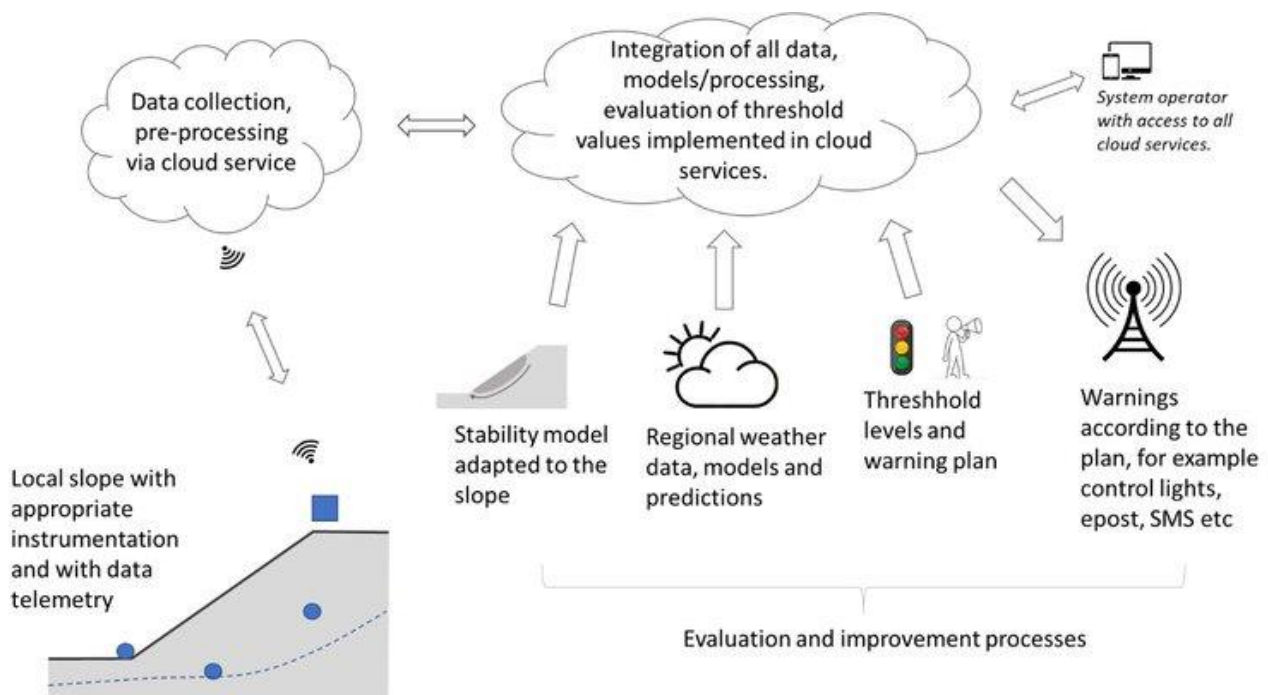 Data collection,
pre-processing
via cloud service
Integration of all data,
models/processing,
evaluation of threshold
values implemented in cloud
services.
System operator
with access to all
cloud services.
Local slope with
appropriate
instrumentation
and with data
telemetry
Stability model
adapted to the
slope
Regional weather
data, models and
predictions
Threshhold
levels and
warning plan
Warnings
according to the
plan, for example
control lights,
epost, SMS etc
Evaluation and improvement processes